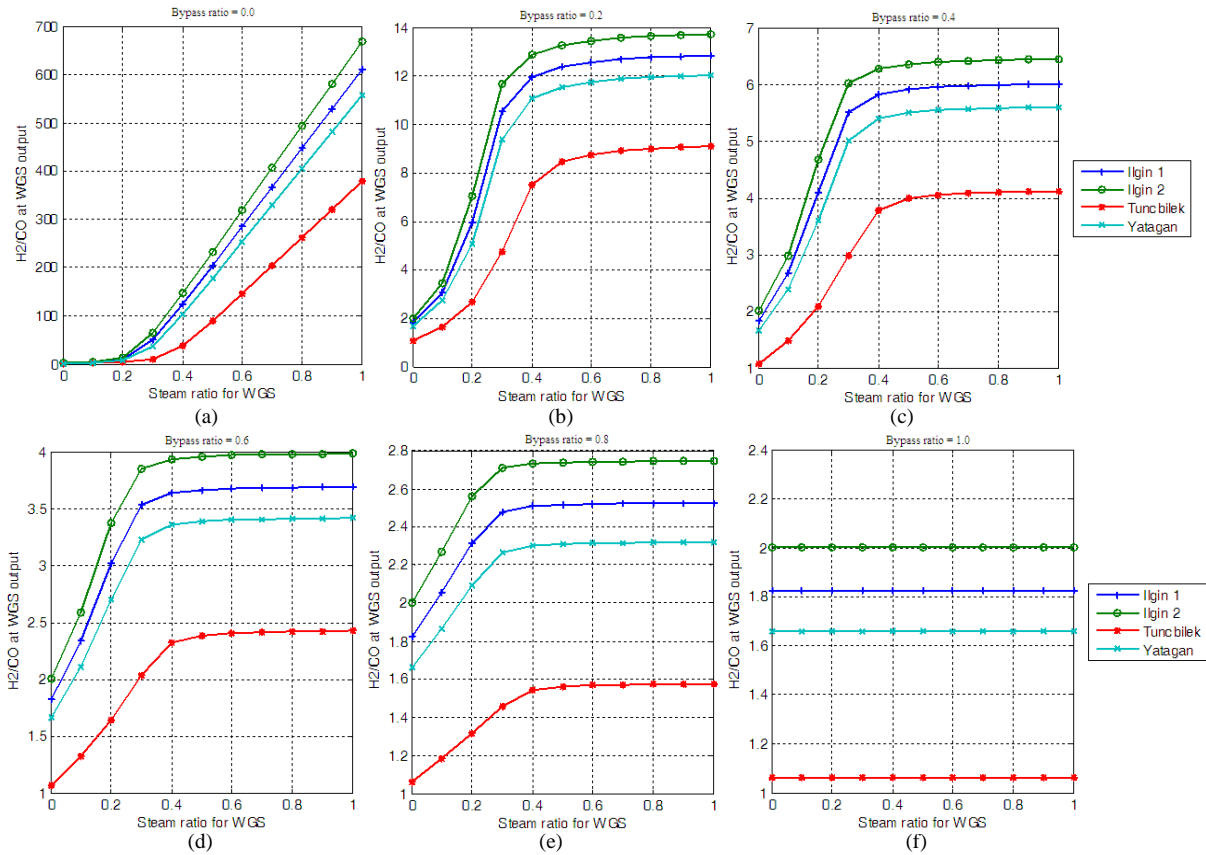 Bypass ratio = 0.0
700
600
500
400
300
200
100
0
H2/CO at WGS output
0 0.2 0.4 0.6 0.8 1
Steam ratio for WGS
(a)
Bypass ratio = 0.2
14
12
10
8
6
4
2
0
H2/CO at WGS output
0 0.2 0.4 0.6 0.8 1
Steam ratio for WGS
(b)
Bypass ratio = 0.4
7
6
5
4
3
2
1
H2/CO at WGS output
0 0.2 0.4 0.6 0.8 1
Steam ratio for WGS
(c)
Ilgin 1
Ilgin 2
Tuncbilek
Yatagan
Bypass ratio = 0.6
4
3.5
3
2.5
2
1.5
1
H2/CO at WGS output
0 0.2 0.4 0.6 0.8 1
Steam ratio for WGS
(d)
Bypass ratio = 0.8
2.8
2.6
2.4
2.2
2
1.8
1.6
1.4
1.2
1
H2/CO at WGS output
0 0.2 0.4 0.6 0.8 1
Steam ratio for WGS
(e)
Bypass ratio = 1.0
2.4
2.2
2
1.8
1.6
1.4
1.2
1
H2/CO at WGS output
0 0.2 0.4 0.6 0.8 1
Steam ratio for WGS
(f)
Ilgin 1
Ilgin 2
Tuncbilek
Yatagan